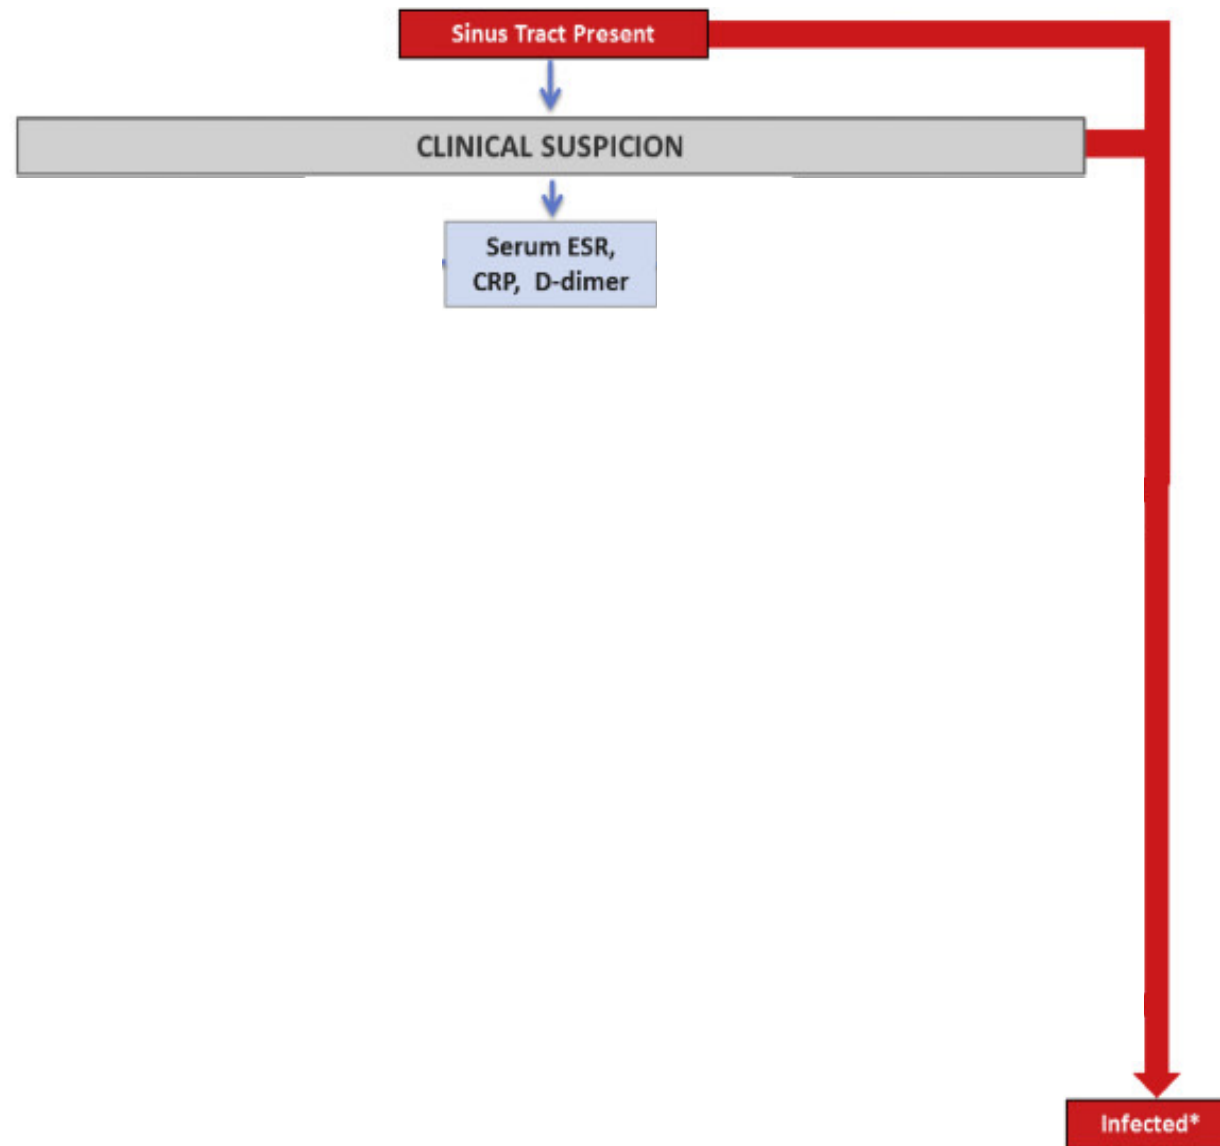 Sinus Tract Present
CLINICAL SUSPICION
Serum ESR,
CRP, D-dimer
Infected*